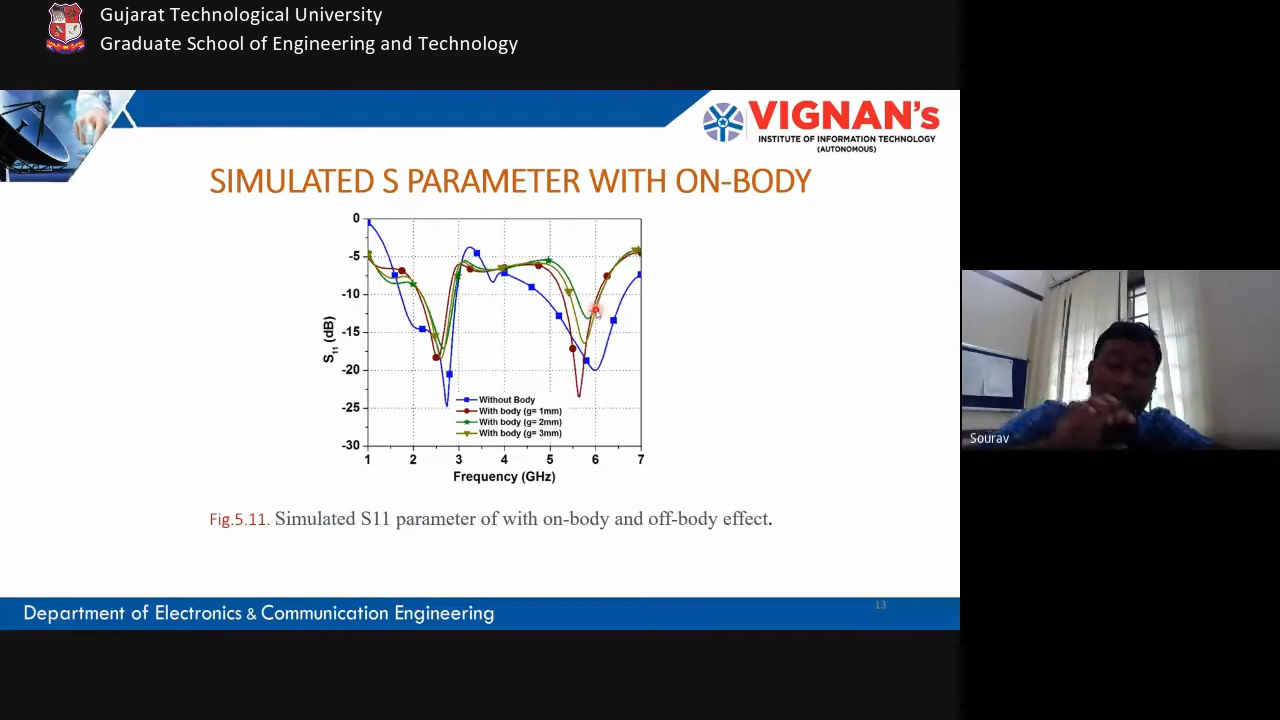 Gujarat Technological University
Graduate School of Engineering and Technology
VIGNAN's
INSTITUTE OF INFORMATION TECHNOLOGY
(AUTONOMOUS)
SIMULATED S PARAMETER WITH ON-BODY
0
-5
-10
-15
-20
-25
-30
S11 (dB)
Without Body
With body (g= 1mm)
With body (g= 2mm)
With body (g= 3mm)
1 2 3 4 5 6 7
Frequency (GHz)
Sourav
Fig.5.11. Simulated S11 parameter of with on-body and off-body effect.
Department of Electronics & Communication Engineering
13